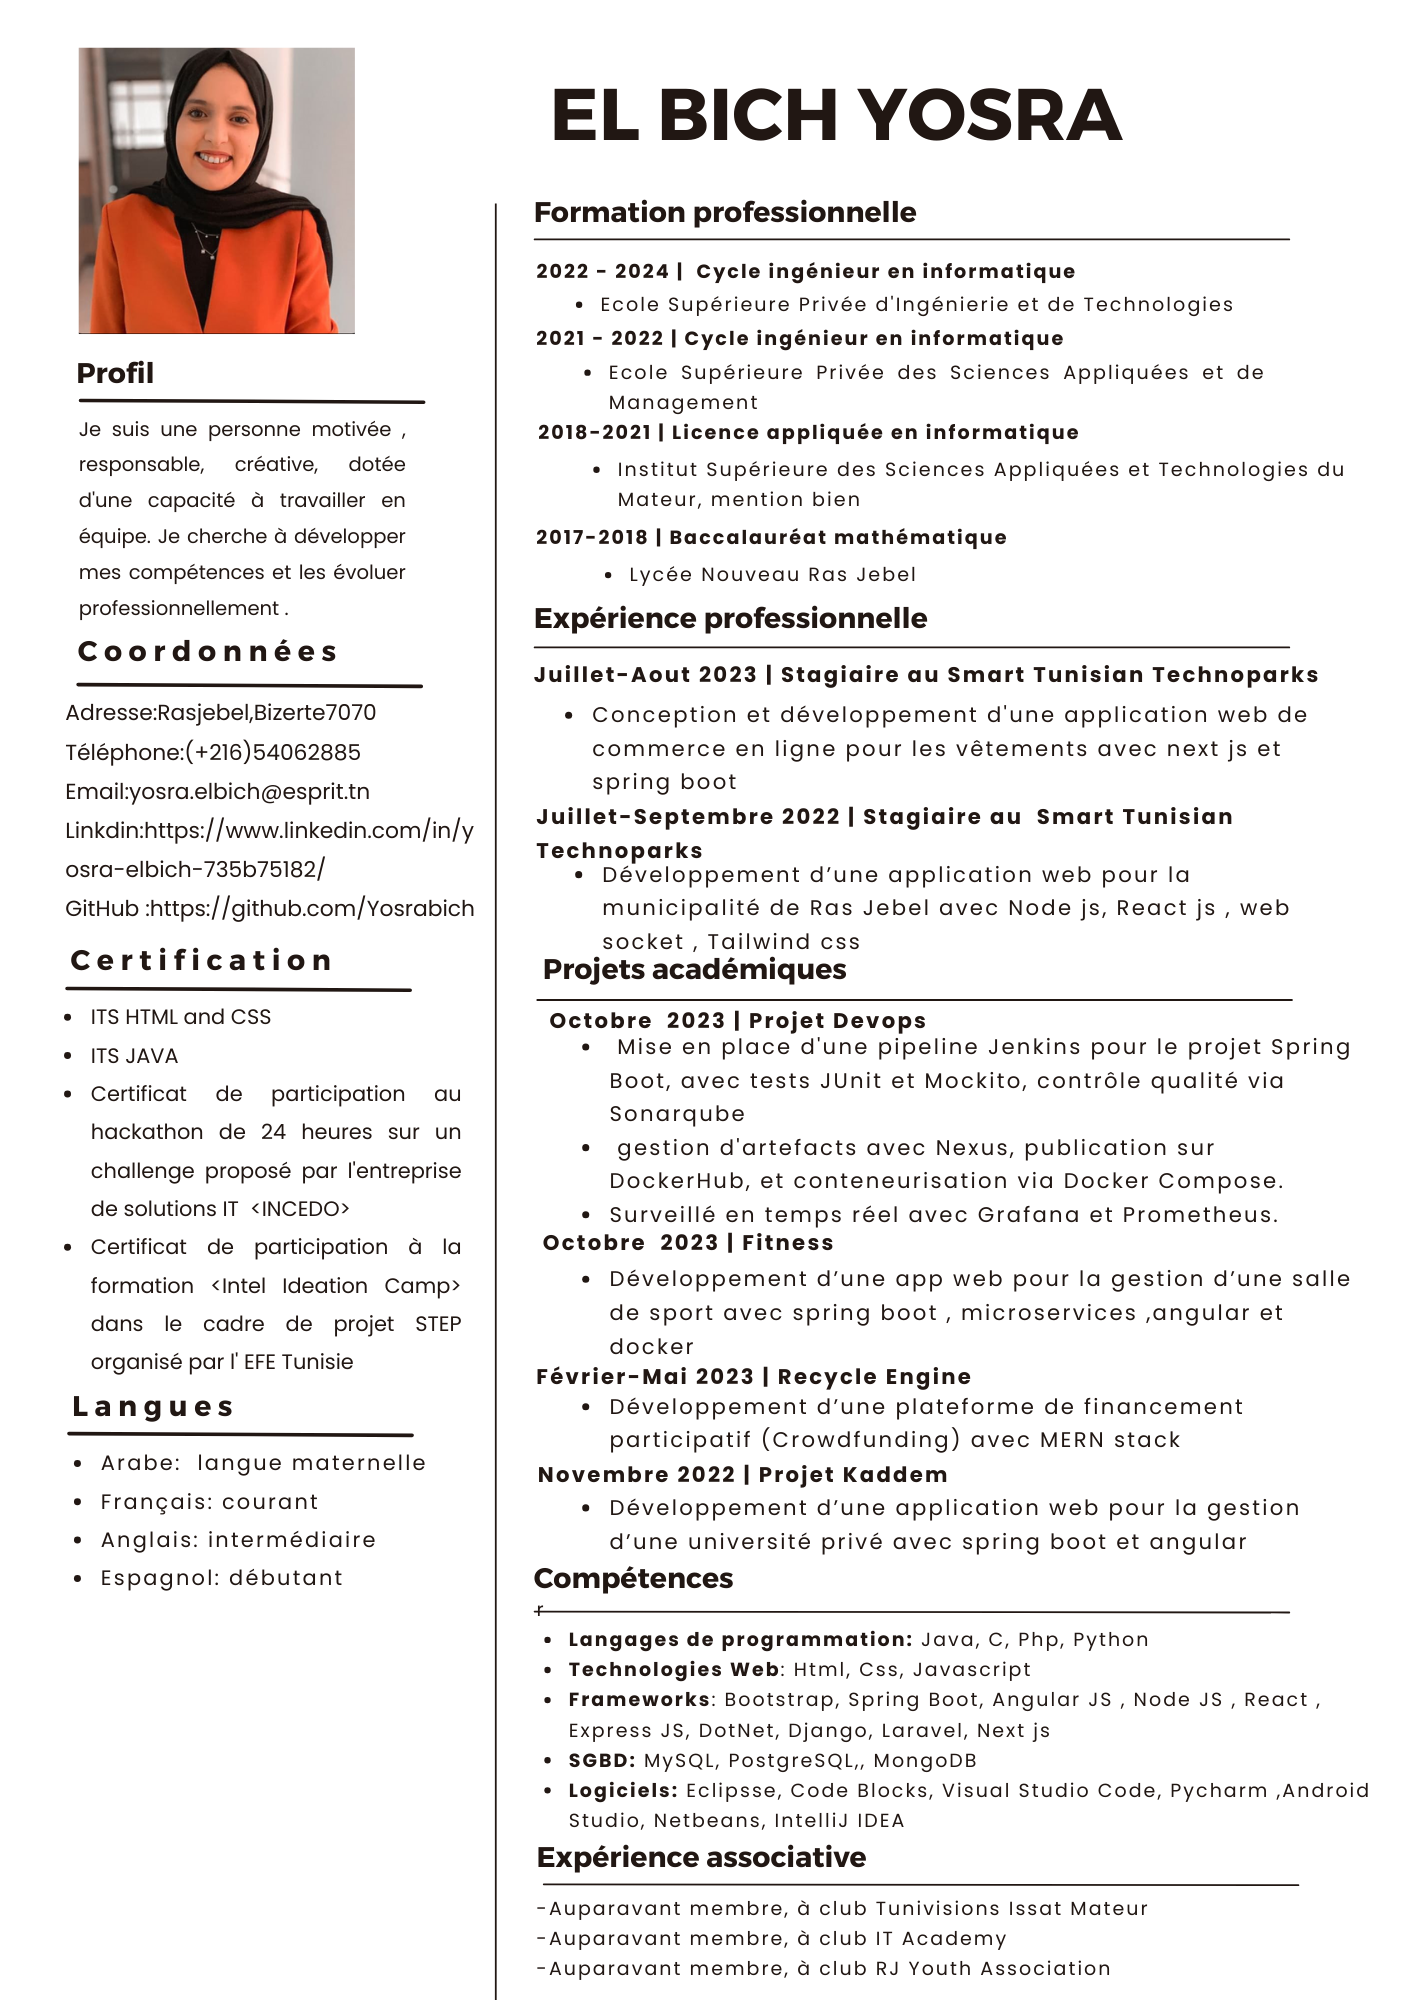 EL BICH YOSRA
Profil
Je suis une personne motivée ,
responsable, créative, dotée
d'une capacité à travailler en
équipe. Je cherche à développer
mes compétences et les évoluer
professionnellement .
Coordonnées
Adresse:Rasjebel,Bizerte7070
Téléphone:(+216)54062885
Email:yosra.elbich@esprit.tn
Linkdin:https://www.linkedin.com/in/y
osra-elbich-735b75182/
GitHub :https://github.com/Yosrabich
Certification
• ITS HTML and CSS
• ITS JAVA
• Certificat de participation au
hackathon de 24 heures sur un
challenge proposé par l'entreprise
de solutions IT <INCEDO>
• Certificat de participation à la
formation <Intel Ideation Camp>
dans le cadre de projet STEP
organisé par l' EFE Tunisie
Langues
• Arabe: langue maternelle
• Français: courant
• Anglais: intermédiaire
• Espagnol: débutant
Formation professionnelle
2022 - 2024 | Cycle ingénieur en informatique
• Ecole Supérieure Privée d'Ingénierie et de Technologies
2021 - 2022 | Cycle ingénieur en informatique
• Ecole Supérieure Privée des Sciences Appliquées et de
Management
2018-2021 | Licence appliquée en informatique
• Institut Supérieure des Sciences Appliquées et Technologies du
Mateur, mention bien
2017-2018 | Baccalauréat mathématique
• Lycée Nouveau Ras Jebel
Expérience professionnelle
Juillet-Aout 2023 | Stagiaire au Smart Tunisian Technoparks
• Conception et développement d'une application web de
commerce en ligne pour les vêtements avec next js et
spring boot
Juillet-Septembre 2022 | Stagiaire au Smart Tunisian
Technoparks
• Développement d’une application web pour la
municipalité de Ras Jebel avec Node js, React js , web
socket , Tailwind css
Projets académiques
Octobre 2023 | Projet Devops
• Mise en place d'une pipeline Jenkins pour le projet Spring
Boot, avec tests JUnit et Mockito, contrôle qualité via
Sonarqube
• gestion d'artefacts avec Nexus, publication sur
DockerHub, et conteneurisation via Docker Compose.
• Surveillé en temps réel avec Grafana et Prometheus.
Octobre 2023 | Fitness
• Développement d’une app web pour la gestion d’une salle
de sport avec spring boot , microservices ,angular et
docker
Février-Mai 2023 | Recycle Engine
• Développement d’une plateforme de financement
participatif (Crowdfunding) avec MERN stack
Novembre 2022 | Projet Kaddem
• Développement d’une application web pour la gestion
d’une université privé avec spring boot et angular
Compétences
r
• Langages de programmation: Java, C, Php, Python
• Technologies Web: Html, Css, Javascript
• Frameworks: Bootstrap, Spring Boot, Angular JS , Node JS , React ,
Express JS, DotNet, Django, Laravel, Next js
• SGBD: MySQL, PostgreSQL,, MongoDB
• Logiciels: Eclipsse, Code Blocks, Visual Studio Code, Pycharm ,Android
Studio, Netbeans, IntelliJ IDEA
Expérience associative
-Auparavant membre, à club Tunivisions Issat Mateur
-Auparavant membre, à club IT Academy
-Auparavant membre, à club RJ Youth Association